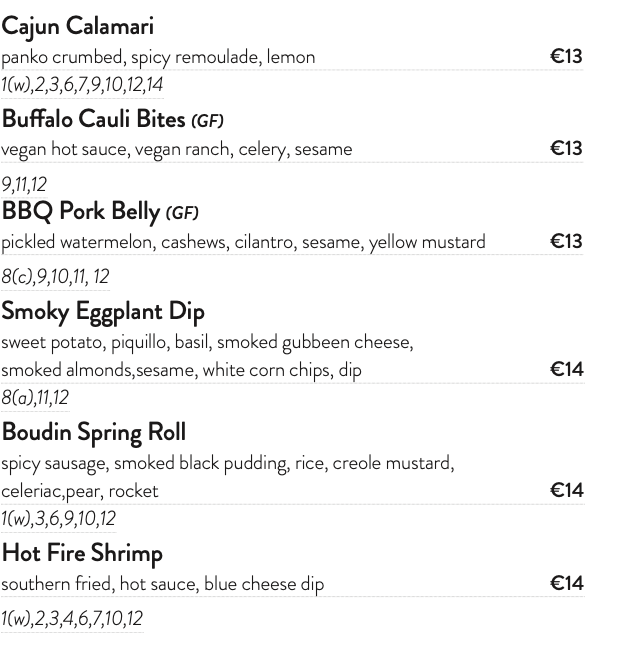 Cajun Calamari
panko crumbed, spicy remoulade, lemon €13
1(w),2,3,6,7,9,10,12,14
Buffalo Cauli Bites (GF)
vegan hot sauce, vegan ranch, celery, sesame €13
9,11,12
BBQ Pork Belly (GF)
pickled watermelon, cashews, cilantro, sesame, yellow mustard €13
8(c),9,10,11, 12
Smoky Eggplant Dip
sweet potato, piquillo, basil, smoked gubbeen cheese,
smoked almonds,sesame, white corn chips, dip €14
8(a),11,12
Boudin Spring Roll
spicy sausage, smoked black pudding, rice, creole mustard,
celeriac,pear, rocket €14
1(w),3,6,9,10,12
Hot Fire Shrimp
southern fried, hot sauce, blue cheese dip €14
1(w),2,3,4,6,7,10,12